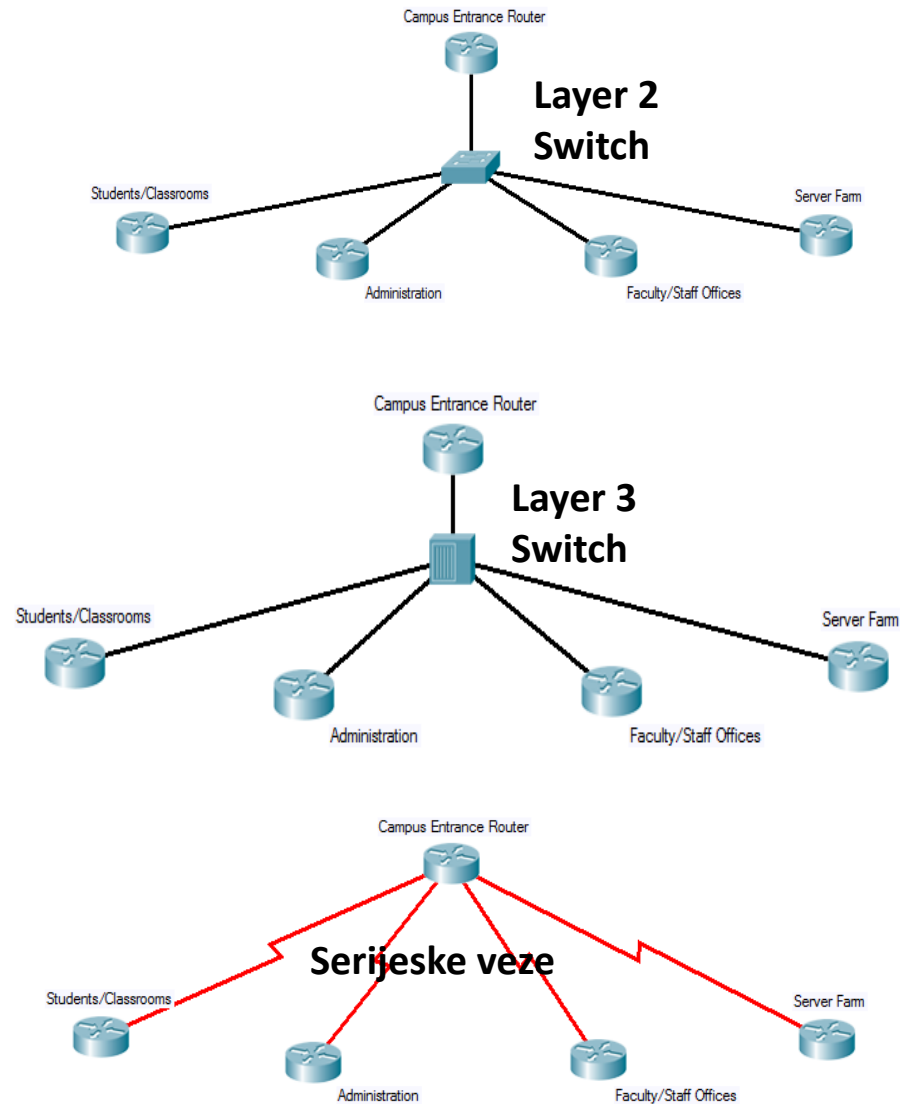 Campus Entrance Router
Layer 2
Switch
Students/Classrooms
Server Farm
Administration
Faculty/Staff Offices
Campus Entrance Router
Layer 3
Switch
Students/Classrooms
Server Farm
Administration
Faculty/Staff Offices
Campus Entrance Router
Serijeske veze
Students/Classrooms
Server Farm
Administration
Faculty/Staff Offices